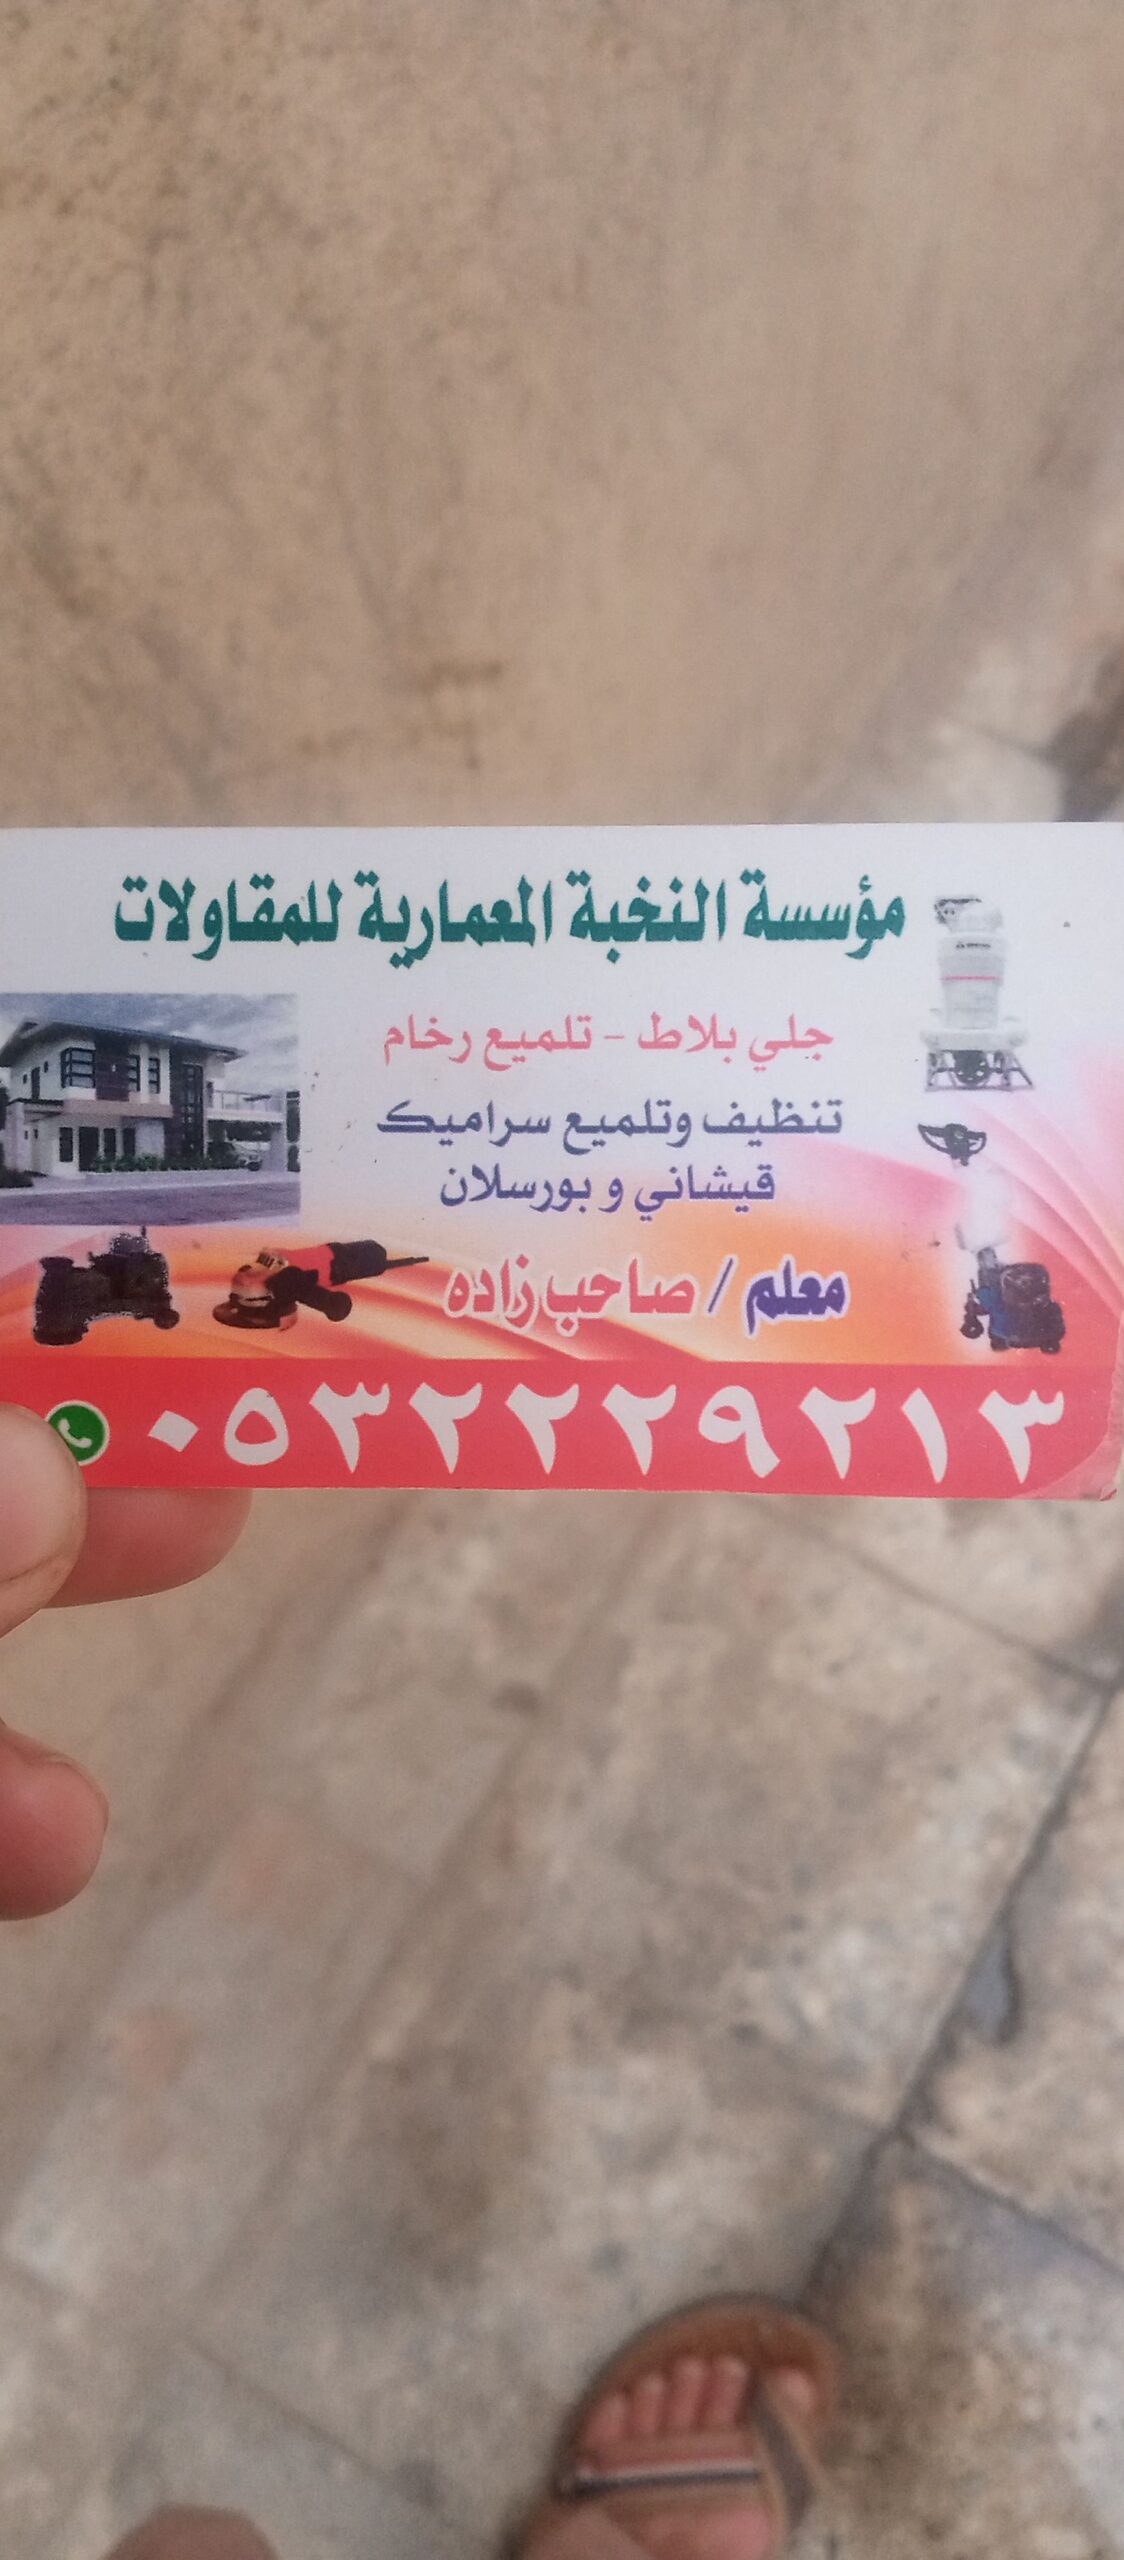 مؤسسة النخبة المعمارية للمقاولات
جلي بلاط - تلميع رخام
تنظيف وتلميع سراميك
قيشاني و بورسلان
معلم / صاحب زاده
٠٥٣٢٢٢٩٢١٣